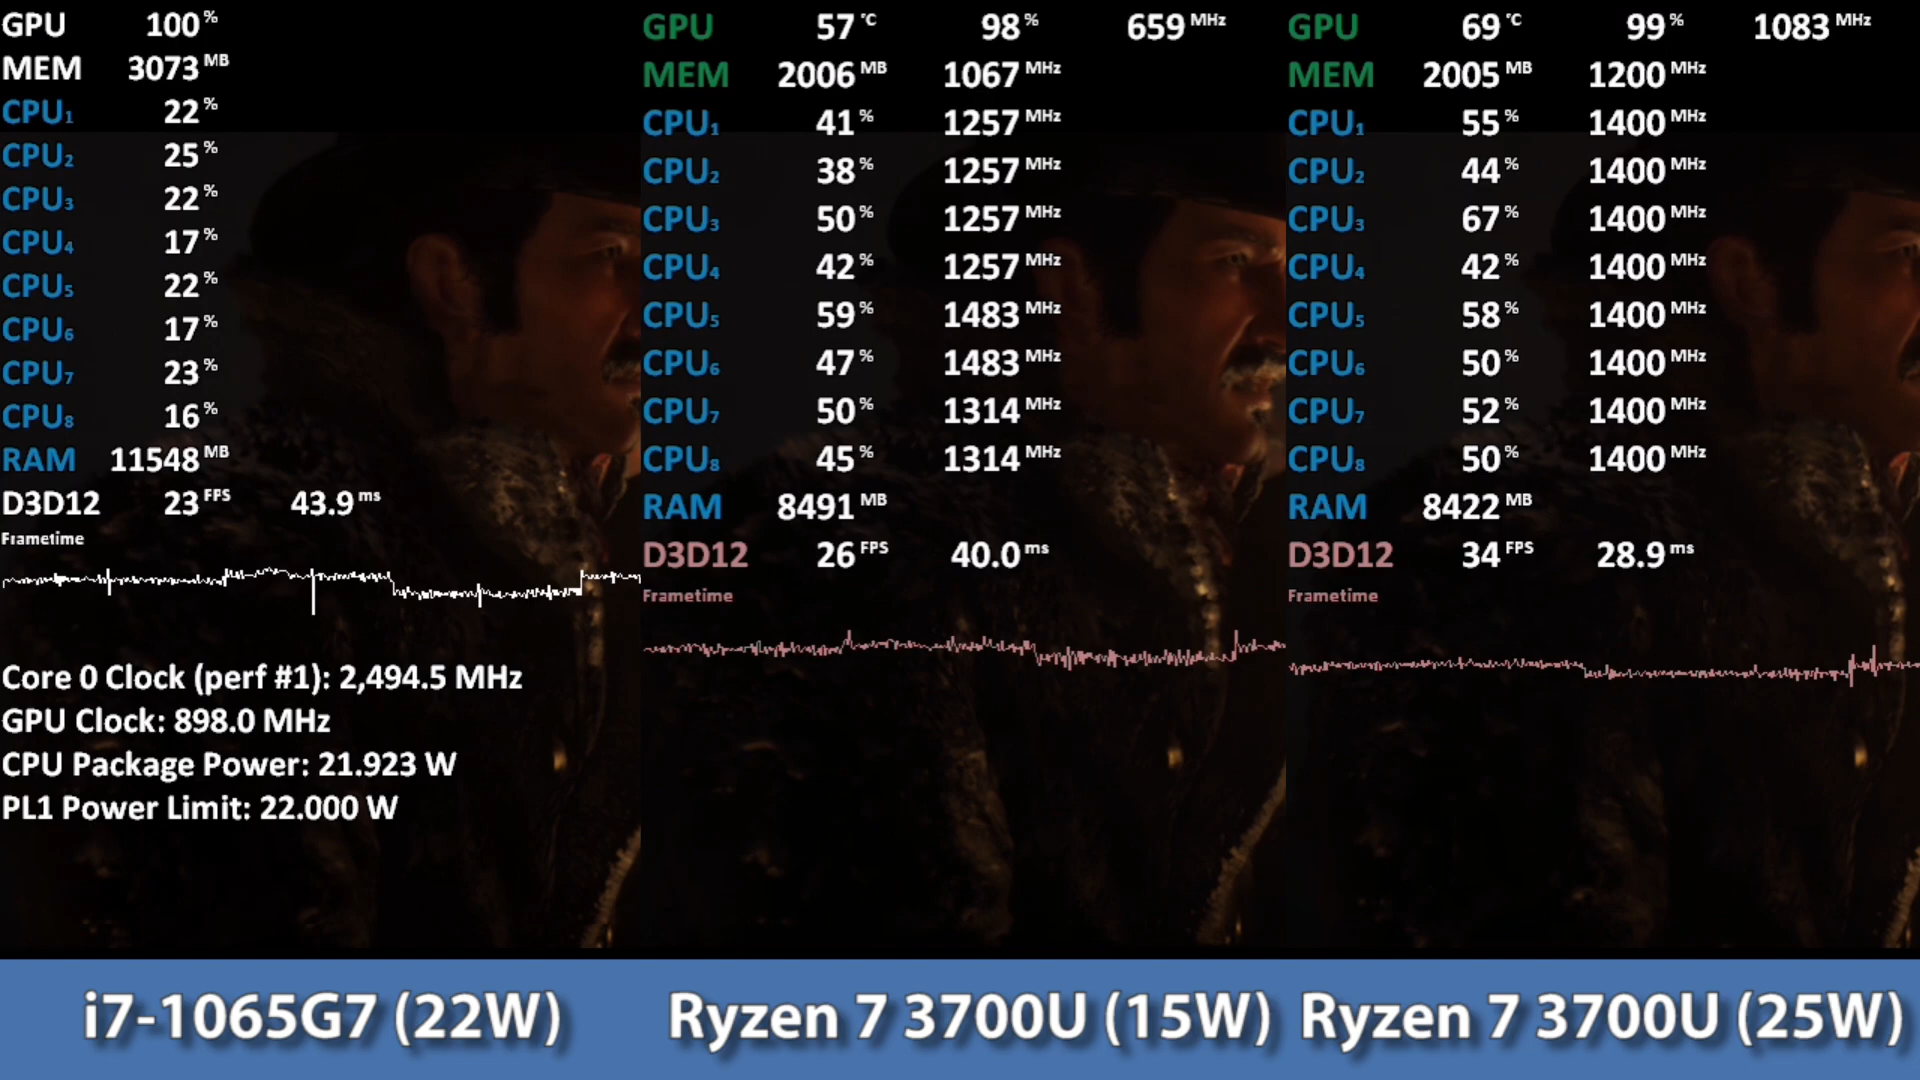 GPU 100 %
MEM 3073 MB
CPU1 22 %
CPU2 25 %
CPU3 22 %
CPU4 17 %
CPU5 22 %
CPU6 17 %
CPU7 23 %
CPU8 16 %
RAM 11548 MB
D3D12 23 FPS 43.9 ms
Frametime
Core 0 Clock (perf #1): 2,494.5 MHz
GPU Clock: 898.0 MHz
CPU Package Power: 21.923 W
PL1 Power Limit: 22.000 W
i7-1065G7 (22W)
GPU 57 °C 98 % 659 MHz
MEM 2006 MB 1067 MHz
CPU1 41 % 1257 MHz
CPU2 38 % 1257 MHz
CPU3 50 % 1257 MHz
CPU4 42 % 1257 MHz
CPU5 59 % 1483 MHz
CPU6 47 % 1483 MHz
CPU7 50 % 1314 MHz
CPU8 45 % 1314 MHz
RAM 8491 MB
D3D12 26 FPS 40.0 ms
Frametime
Ryzen 7 3700U (15W)
GPU 69 °C 99 % 1083 MHz
MEM 2005 MB 1200 MHz
CPU1 55 % 1400 MHz
CPU2 44 % 1400 MHz
CPU3 67 % 1400 MHz
CPU4 42 % 1400 MHz
CPU5 58 % 1400 MHz
CPU6 50 % 1400 MHz
CPU7 52 % 1400 MHz
CPU8 50 % 1400 MHz
RAM 8422 MB
D3D12 34 FPS 28.9 ms
Frametime
Ryzen 7 3700U (25W)